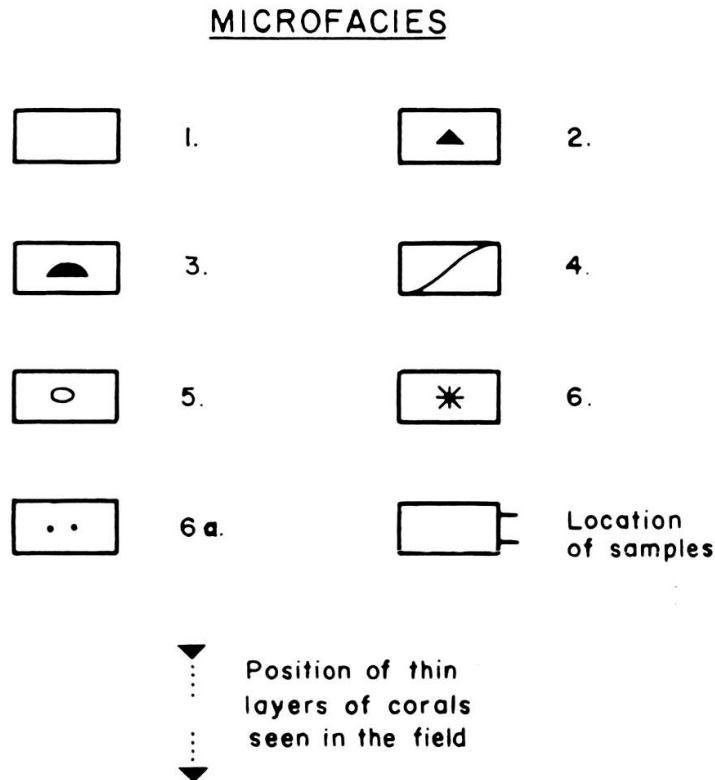 MICROFACIES
1.
2.
3.
4.
5.
6.
6a.
Location
of samples
Position of thin
layers of corals
seen in the field